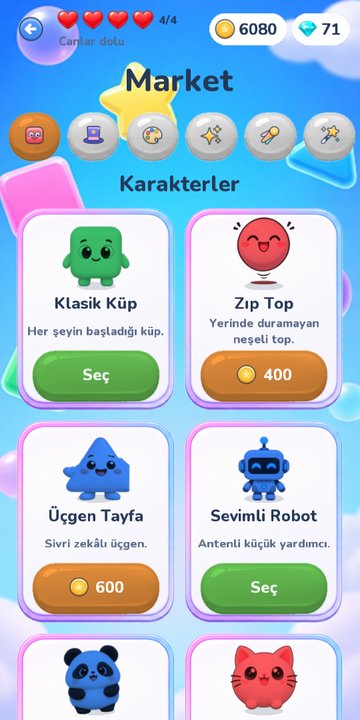 4/4
Canlar dolu
6080
71
Market
Karakterler
Klasik Küp
Her şeyin başladığı küp.
Seç
Zıp Top
Yerinde duramayan
neşeli top.
400
Üçgen Tayfa
Sivri zekâlı üçgen.
600
Sevimli Robot
Antenli küçük yardımcı.
Seç